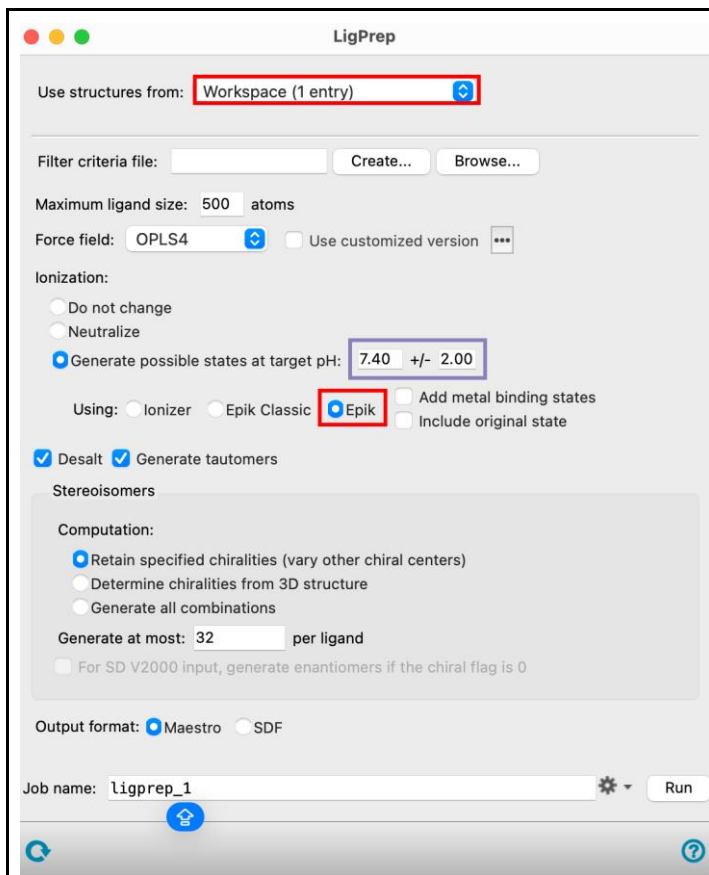 LigPrep
Use structures from: Workspace (1 entry)
Filter criteria file: Create... Browse...
Maximum ligand size: 500 atoms
Force field: OPLS4 Use customized version •••
Ionization:
Do not change
Neutralize
Generate possible states at target pH: 7.40 +/- 2.00
Using: Ionizer Epik Classic Epik Add metal binding states
Include original state
Desalt Generate tautomers
Stereoisomers
Computation:
Retain specified chiralities (vary other chiral centers)
Determine chiralities from 3D structure
Generate all combinations
Generate at most: 32 per ligand
For SD V2000 input, generate enantiomers if the chiral flag is 0
Output format: Maestro SDF
Job name: ligprep_1 Run
?